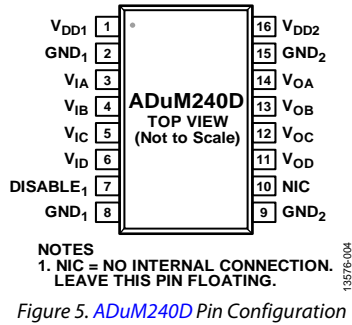 VDD1 1 16 VDD2
GND1 2 15 GND2
VIA 3 14 VOA
VIB 4 13 VOB
VIC 5 12 VOC
VID 6 11 VOD
DISABLE1 7 10 NIC
GND1 8 9 GND2
ADuM240D
TOP VIEW
(Not to Scale)
NOTES
1. NIC = NO INTERNAL CONNECTION.
LEAVE THIS PIN FLOATING.
13576-004
Figure 5. ADuM240D Pin Configuration